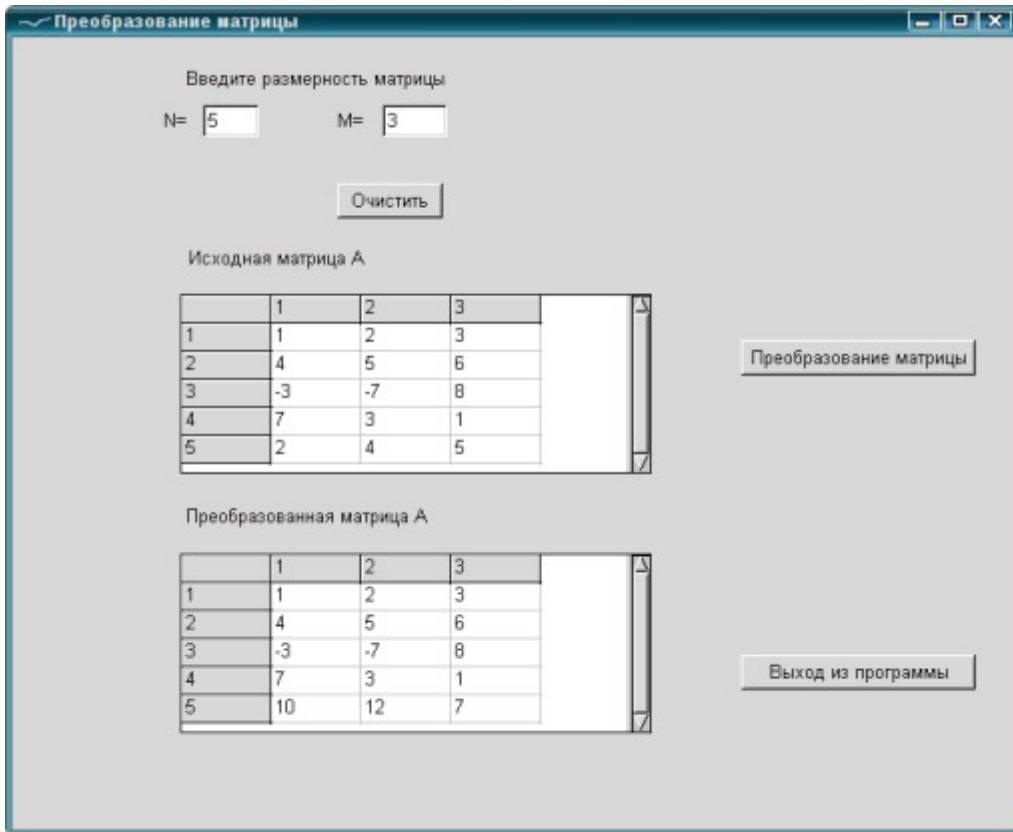 Преобразование матрицы
Введите размерность матрицы
N= 5 M= 3
Очистить
Исходная матрица A
1 2 3
1 1 2 3
2 4 5 6
3 -3 -7 8
4 7 3 1
5 2 4 5
Преобразование матрицы
Преобразованная матрица A
1 2 3
1 1 2 3
2 4 5 6
3 -3 -7 8
4 7 3 1
5 10 12 7
Выход из программы